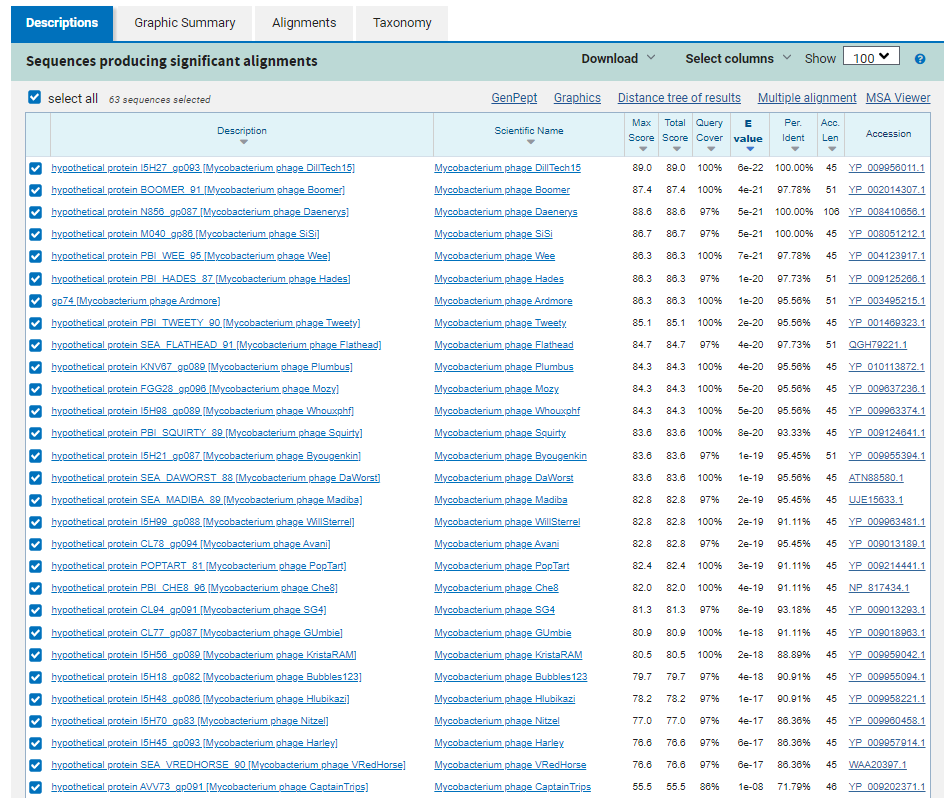 Descriptions Graphic Summary Alignments Taxonomy
Sequences producing significant alignments Download Select columns Show 100 ?
select all 63 sequences selected GenPept Graphics Distance tree of results Multiple alignment MSA Viewer
Description Scientific Name Max Score Total Score Query Cover E value Per. Ident Acc. Len Accession
hypothetical protein I5H27_gp093 [Mycobacterium phage DillTech15] Mycobacterium phage DillTech15 89.0 89.0 100% 6e-22 100.00% 45 YP_009956011.1
hypothetical protein BOOMER_91 [Mycobacterium phage Boomer] Mycobacterium phage Boomer 87.4 87.4 100% 4e-21 97.78% 51 YP_002014307.1
hypothetical protein N856_gp087 [Mycobacterium phage Daenerys] Mycobacterium phage Daenerys 88.6 88.6 97% 5e-21 100.00% 106 YP_008410656.1
hypothetical protein M040_gp86 [Mycobacterium phage SiSi] Mycobacterium phage SiSi 86.7 86.7 97% 5e-21 100.00% 45 YP_008051212.1
hypothetical protein PBI_WEE_95 [Mycobacterium phage Wee] Mycobacterium phage Wee 86.3 86.3 100% 7e-21 97.78% 45 YP_004123917.1
hypothetical protein PBI_HADES_87 [Mycobacterium phage Hades] Mycobacterium phage Hades 86.3 86.3 97% 1e-20 97.73% 51 YP_009125266.1
gp74 [Mycobacterium phage Ardmore] Mycobacterium phage Ardmore 86.3 86.3 100% 1e-20 95.56% 51 YP_003495215.1
hypothetical protein PBI_TWEETY_90 [Mycobacterium phage Tweety] Mycobacterium phage Tweety 85.1 85.1 100% 2e-20 95.56% 45 YP_001469323.1
hypothetical protein SEA_FLATHEAD_91 [Mycobacterium phage Flathead] Mycobacterium phage Flathead 84.7 84.7 97% 4e-20 97.73% 51 QGH79221.1
hypothetical protein KNV67_gp089 [Mycobacterium phage Plumbus] Mycobacterium phage Plumbus 84.3 84.3 100% 4e-20 95.56% 45 YP_010113872.1
hypothetical protein FGG28_gp096 [Mycobacterium phage Mozy] Mycobacterium phage Mozy 84.3 84.3 100% 5e-20 95.56% 45 YP_009637236.1
hypothetical protein I5H98_gp089 [Mycobacterium phage Whouxphf] Mycobacterium phage Whouxphf 84.3 84.3 100% 5e-20 95.56% 45 YP_009963374.1
hypothetical protein PBI_SQUIRTY_89 [Mycobacterium phage Squirty] Mycobacterium phage Squirty 83.6 83.6 100% 8e-20 93.33% 45 YP_009124641.1
hypothetical protein I5H21_gp087 [Mycobacterium phage Byougenkin] Mycobacterium phage Byougenkin 83.6 83.6 97% 1e-19 95.45% 51 YP_009955394.1
hypothetical protein SEA_DAWORST_88 [Mycobacterium phage DaWorst] Mycobacterium phage DaWorst 83.6 83.6 100% 1e-19 95.56% 45 ATN88580.1
hypothetical protein SEA_MADIBA_89 [Mycobacterium phage Madiba] Mycobacterium phage Madiba 82.8 82.8 97% 2e-19 95.45% 45 UJE15633.1
hypothetical protein I5H99_gp088 [Mycobacterium phage WillSterrel] Mycobacterium phage WillSterrel 82.8 82.8 100% 2e-19 91.11% 45 YP_009963481.1
hypothetical protein CL78_gp094 [Mycobacterium phage Avani] Mycobacterium phage Avani 82.8 82.8 97% 2e-19 95.45% 45 YP_009013189.1
hypothetical protein POPTART_81 [Mycobacterium phage PopTart] Mycobacterium phage PopTart 82.4 82.4 100% 3e-19 91.11% 45 YP_009214441.1
hypothetical protein PBI_CHE8_96 [Mycobacterium phage Che8] Mycobacterium phage Che8 82.0 82.0 100% 4e-19 91.11% 45 NP_817434.1
hypothetical protein CL94_gp091 [Mycobacterium phage SG4] Mycobacterium phage SG4 81.3 81.3 97% 8e-19 93.18% 45 YP_009013293.1
hypothetical protein CL77_gp087 [Mycobacterium phage GUmbie] Mycobacterium phage GUmbie 80.9 80.9 100% 1e-18 91.11% 45 YP_009018963.1
hypothetical protein I5H56_gp089 [Mycobacterium phage KristaRAM] Mycobacterium phage KristaRAM 80.5 80.5 100% 2e-18 88.89% 45 YP_009959042.1
hypothetical protein I5H18_gp082 [Mycobacterium phage Bubbles123] Mycobacterium phage Bubbles123 79.7 79.7 97% 4e-18 90.91% 45 YP_009955094.1
hypothetical protein I5H48_gp086 [Mycobacterium phage Hlubikazi] Mycobacterium phage Hlubikazi 78.2 78.2 97% 1e-17 90.91% 45 YP_009958221.1
hypothetical protein I5H70_gp83 [Mycobacterium phage Nitzel] Mycobacterium phage Nitzel 77.0 77.0 97% 4e-17 86.36% 45 YP_009960458.1
hypothetical protein I5H45_gp093 [Mycobacterium phage Harley] Mycobacterium phage Harley 76.6 76.6 97% 6e-17 86.36% 45 YP_009957914.1
hypothetical protein SEA_VREDHORSE_90 [Mycobacterium phage VRedHorse] Mycobacterium phage VRedHorse 76.6 76.6 97% 6e-17 86.36% 45 WAA20397.1
hypothetical protein AVV73_gp091 [Mycobacterium phage CaptainTrips] Mycobacterium phage CaptainTrips 55.5 55.5 86% 1e-08 71.79% 46 YP_009202371.1